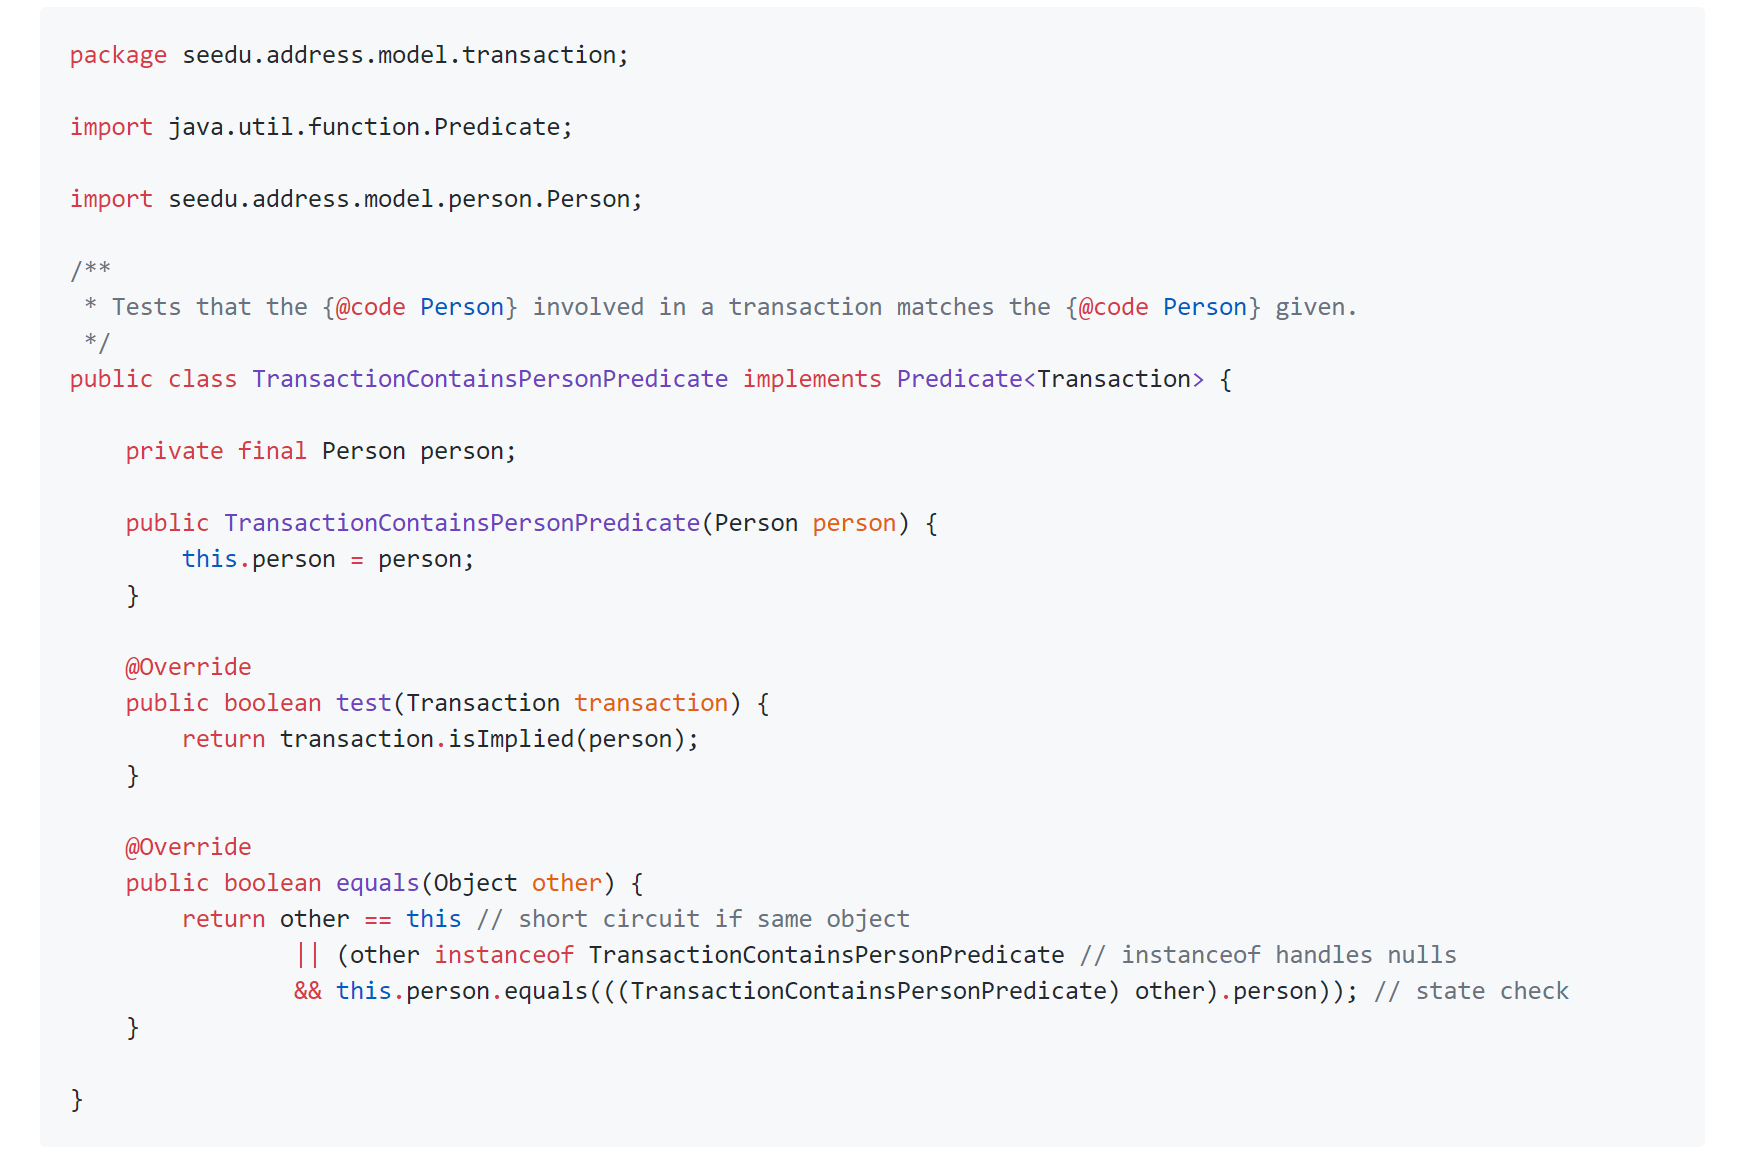 package seedu.address.model.transaction;
import java.util.function.Predicate;
import seedu.address.model.person.Person;
/**
 * Tests that the {@code Person} involved in a transaction matches the {@code Person} given.
 */
public class TransactionContainsPersonPredicate implements Predicate<Transaction> {
    private final Person person;
    public TransactionContainsPersonPredicate(Person person) {
        this.person = person;
    }
    @Override
    public boolean test(Transaction transaction) {
        return transaction.isImplied(person);
    }
    @Override
    public boolean equals(Object other) {
        return other == this // short circuit if same object
                || (other instanceof TransactionContainsPersonPredicate // instanceof handles nulls
                && this.person.equals(((TransactionContainsPersonPredicate) other).person)); // state check
    }
}